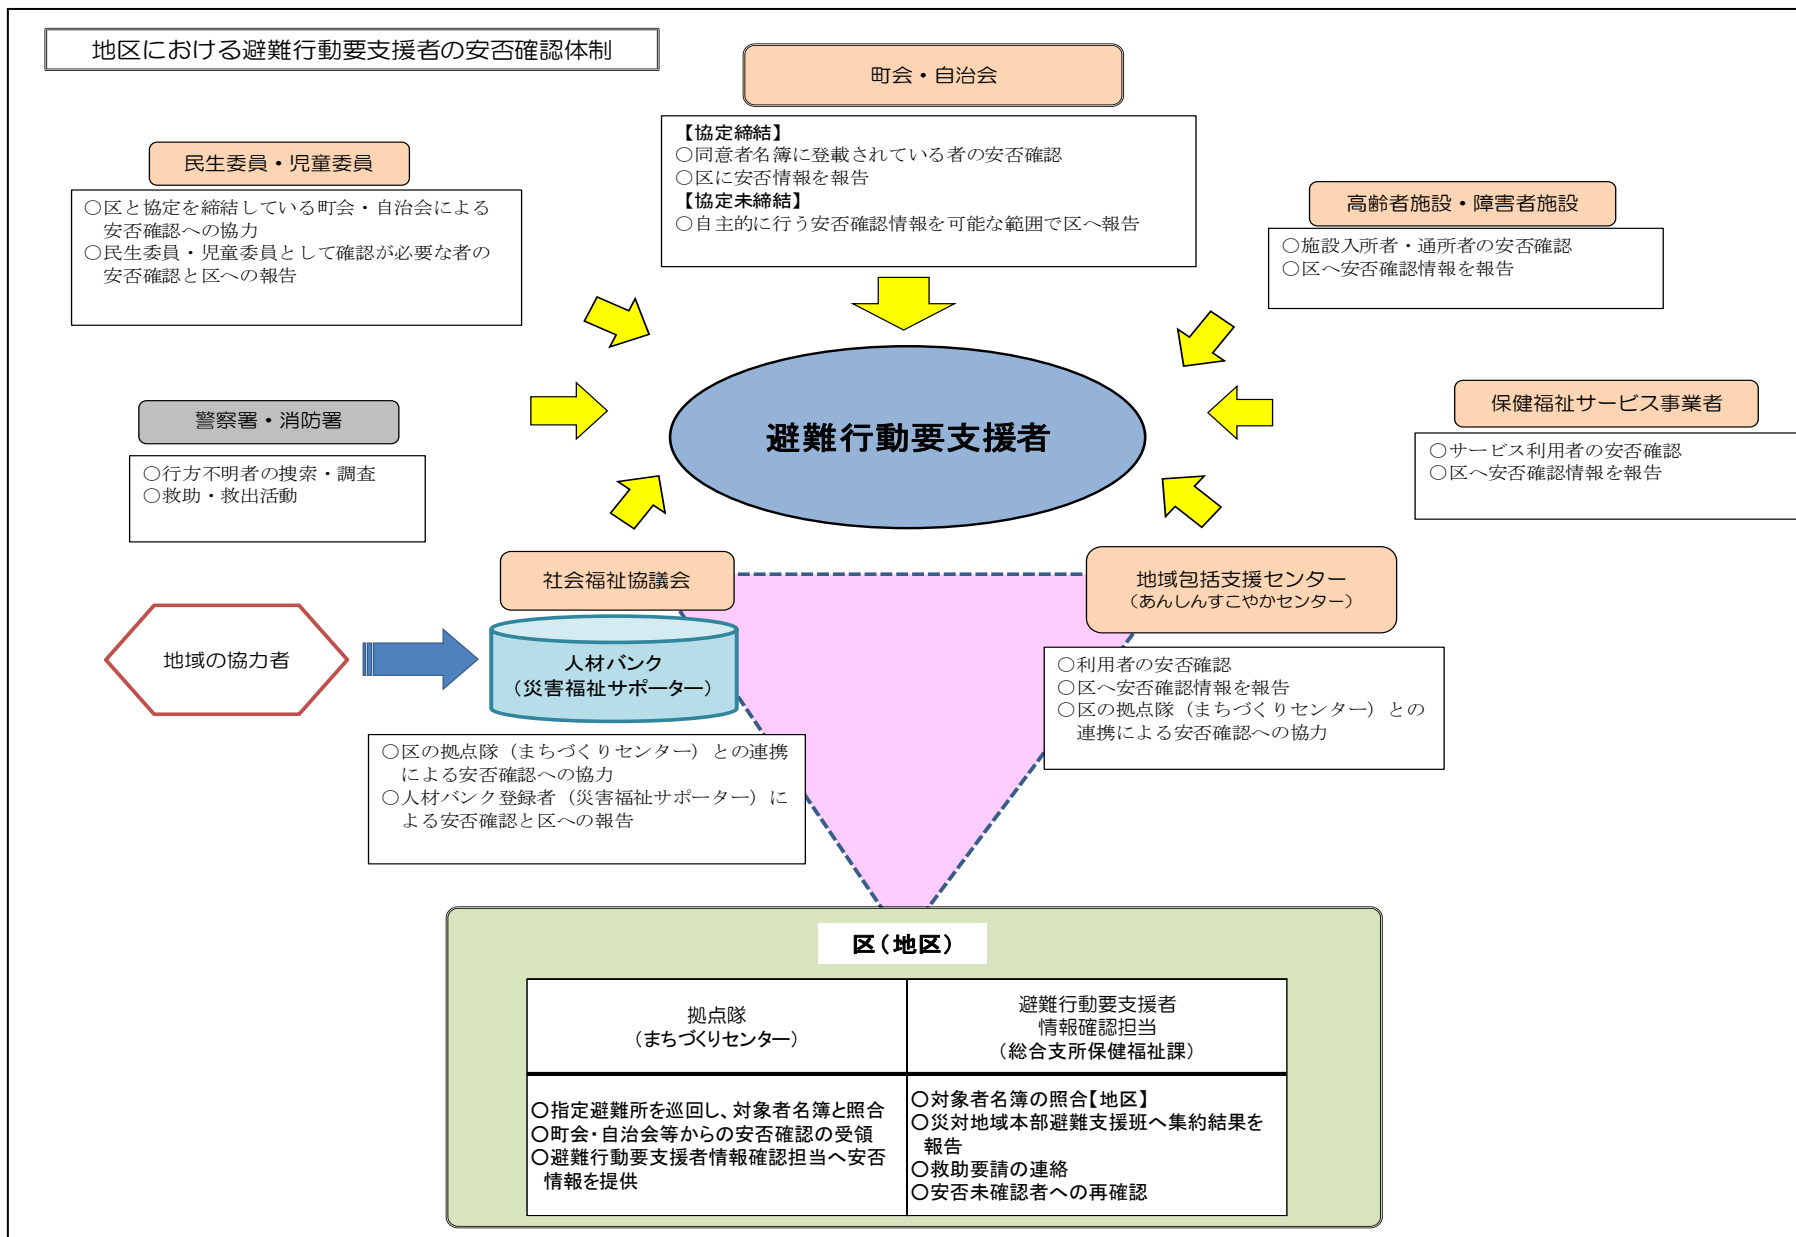 地区における避難行動要支援者の安否確認体制
町会・自治会
【協定締結】
○同意者名簿に登載されている者の安否確認
○区に安否情報を報告
【協定未締結】
○自主的に行う安否確認情報を可能な範囲で区へ報告
民生委員・児童委員
○区と協定を締結している町会・自治会による
安否確認への協力
○民生委員・児童委員として確認が必要な者の
安否確認と区への報告
高齢者施設・障害者施設
○施設入所者・通所者の安否確認
○区へ安否確認情報を報告
警察署・消防署
○行方不明者の捜索・調査
○救助・救出活動
避難行動要支援者
保健福祉サービス事業者
○サービス利用者の安否確認
○区へ安否確認情報を報告
社会福祉協議会
地域の協力者
人材バンク
（災害福祉サポーター）
○区の拠点隊（まちづくりセンター）との連携
による安否確認への協力
○人材バンク登録者（災害福祉サポーター）に
よる安否確認と区への報告
地域包括支援センター
（あんしんすこやかセンター）
○利用者の安否確認
○区へ安否確認情報を報告
○区の拠点隊（まちづくりセンター）との
連携による安否確認への協力
区（地区）
拠点隊
（まちづくりセンター）
避難行動要支援者
情報確認担当
（総合支所保健福祉課）
○指定避難所を巡回し、対象者名簿と照合
○町会・自治会等からの安否確認の受領
○避難行動要支援者情報確認担当へ安否
情報を提供
○対象者名簿の照合【地区】
○災対地域本部避難支援班へ集約結果を
報告
○救助要請の連絡
○安否未確認者への再確認